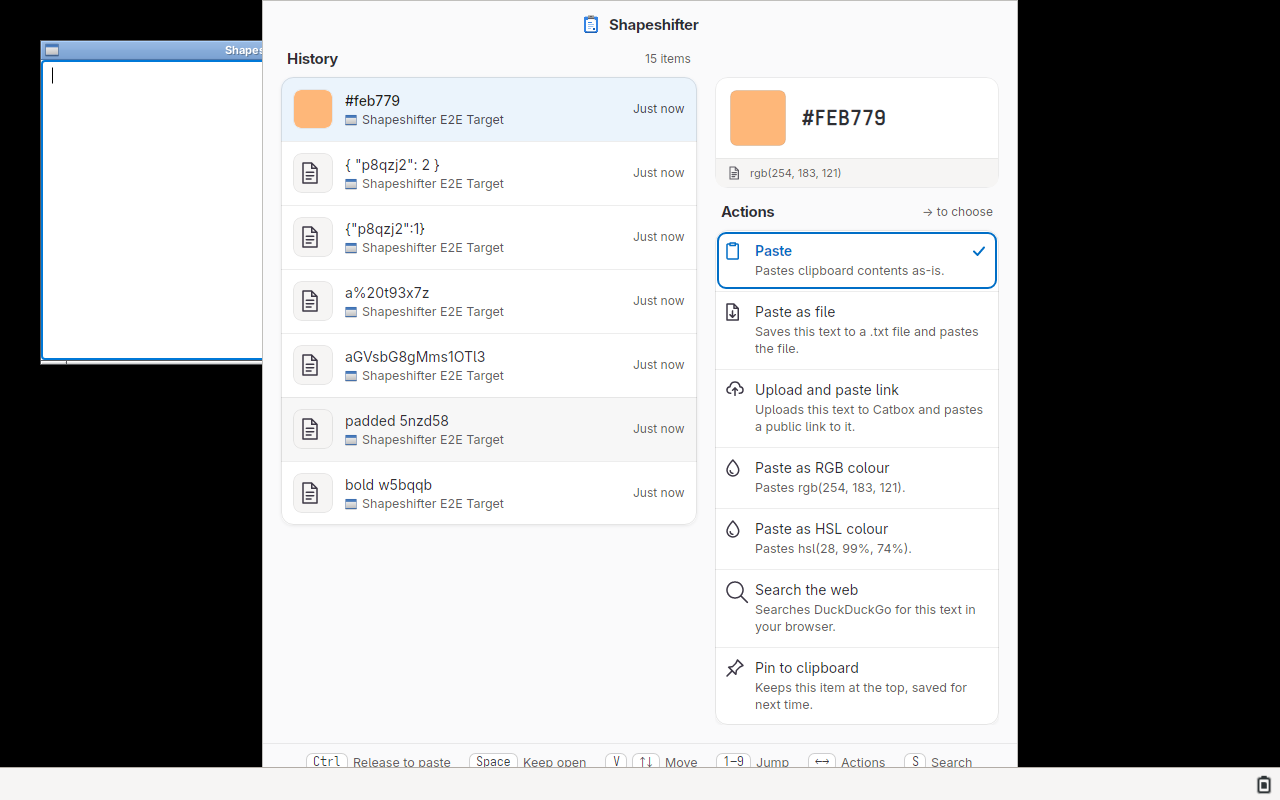 Shapeshifter
Shapes
History
15 items
#feb779
Shapeshifter E2E Target
Just now
{ "p8qzj2": 2 }
Shapeshifter E2E Target
Just now
{"p8qzj2":1}
Shapeshifter E2E Target
Just now
a%20t93x7z
Shapeshifter E2E Target
Just now
aGVsbG8gMms1OTl3
Shapeshifter E2E Target
Just now
padded 5nzd58
Shapeshifter E2E Target
Just now
bold w5bqqb
Shapeshifter E2E Target
Just now
#FEB779
rgb(254, 183, 121)
Actions
→ to choose
Paste
Pastes clipboard contents as-is.
Paste as file
Saves this text to a .txt file and pastes
the file.
Upload and paste link
Uploads this text to Catbox and pastes
a public link to it.
Paste as RGB colour
Pastes rgb(254, 183, 121).
Paste as HSL colour
Pastes hsl(28, 99%, 74%).
Search the web
Searches DuckDuckGo for this text in
your browser.
Pin to clipboard
Keeps this item at the top, saved for
next time.
Ctrl Release to paste Space Keep open V ↑↓ Move 1–9 Jump ↔ Actions S Search